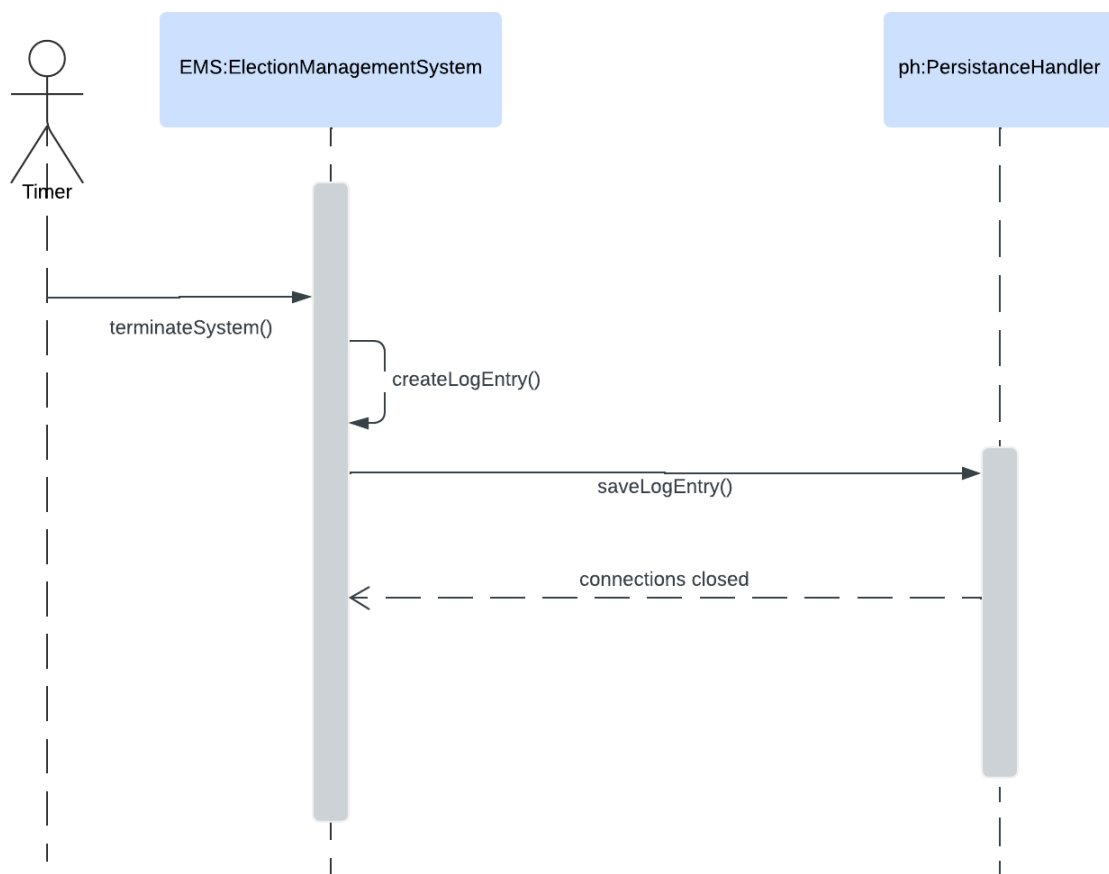 EMS:ElectionManagementSystem
ph:PersistanceHandler
Timer
terminateSystem()
createLogEntry()
saveLogEntry()
connections closed